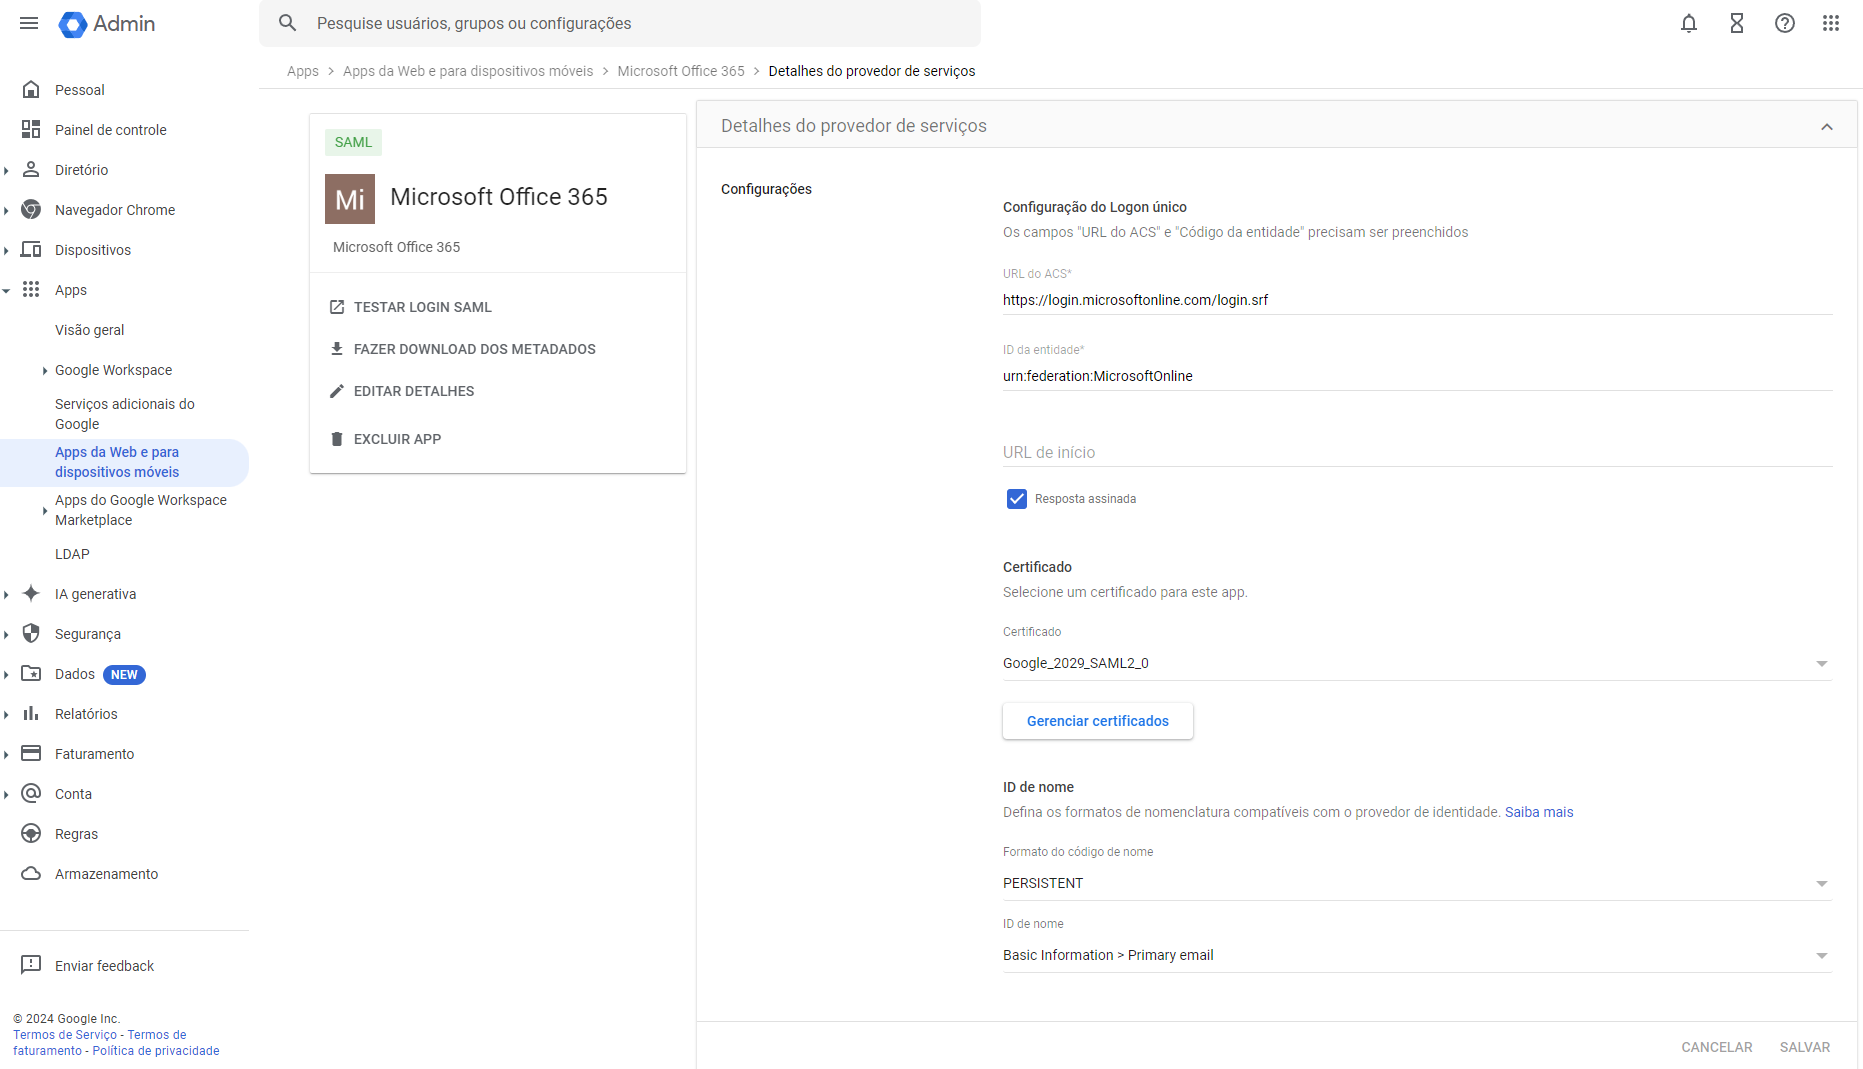 Admin
Pesquise usuários, grupos ou configurações
Apps > Apps da Web e para dispositivos móveis > Microsoft Office 365 > Detalhes do provedor de serviços
Pessoal
Painel de controle
Diretório
Navegador Chrome
Dispositivos
Apps
Visão geral
Google Workspace
Serviços adicionais do
Google
Apps da Web e para
dispositivos móveis
Apps do Google Workspace
Marketplace
LDAP
IA generativa
Segurança
Dados NEW
Relatórios
Faturamento
Conta
Regras
Armazenamento
Enviar feedback
© 2024 Google Inc.
Termos de Serviço - Termos de
faturamento - Política de privacidade
SAML
Mi Microsoft Office 365
Microsoft Office 365
TESTAR LOGIN SAML
FAZER DOWNLOAD DOS METADADOS
EDITAR DETALHES
EXCLUIR APP
Detalhes do provedor de serviços
Configurações
Configuração do Logon único
Os campos "URL do ACS" e "Código da entidade" precisam ser preenchidos
URL do ACS*
https://login.microsoftonline.com/login.srf
ID da entidade*
urn:federation:MicrosoftOnline
URL de início
Resposta assinada
Certificado
Selecione um certificado para este app.
Certificado
Google_2029_SAML2_0
Gerenciar certificados
ID de nome
Defina os formatos de nomenclatura compatíveis com o provedor de identidade. Saiba mais
Formato do código de nome
PERSISTENT
ID de nome
Basic Information > Primary email
CANCELAR SALVAR